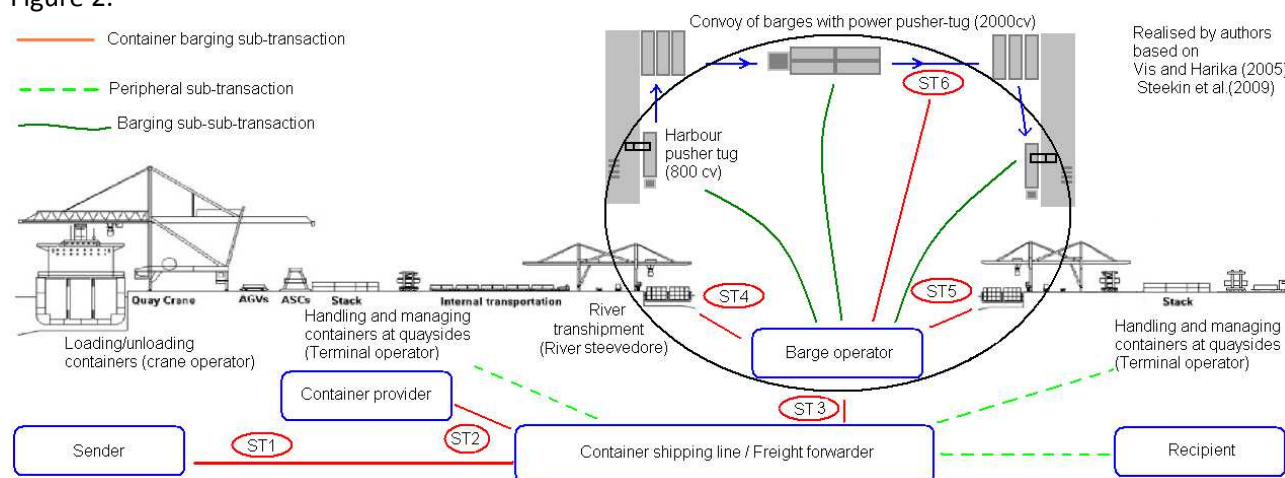 Figure 2:
Convoy of barges with power pusher-tug (2000cv)
Container barging sub-transaction
Peripheral sub-transaction
Barging sub-sub-transaction
Realised by authors
based on
Vis and Harika (2005)
Steekin et al.(2009)
ST6
Harbour
pusher tug
(800 cv)
Quay Crane
AGVs
ASCs
Stack
Internal transportation
Loading/unloading
containers (crane operator)
Handling and managing
containers at quaysides
(Terminal operator)
River
transhipment
(River steevedore)
ST4
ST5
Barge operator
Stack
Handling and managing
containers at quaysides
(Terminal operator)
Container provider
ST3
Sender
ST1
ST2
Container shipping line / Freight forwarder
Recipient